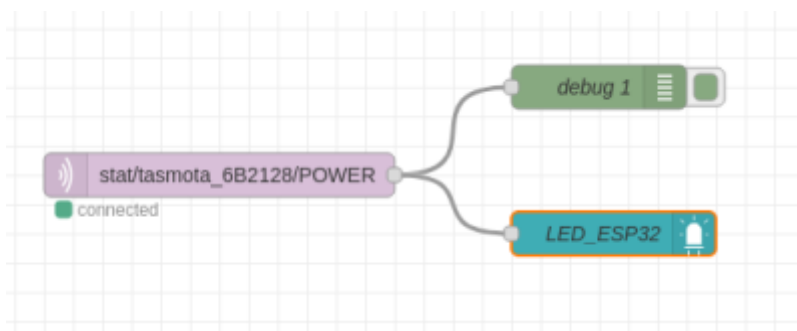 debug 1
stat/tasmota_6B2128/POWER
connected
LED_ESP32